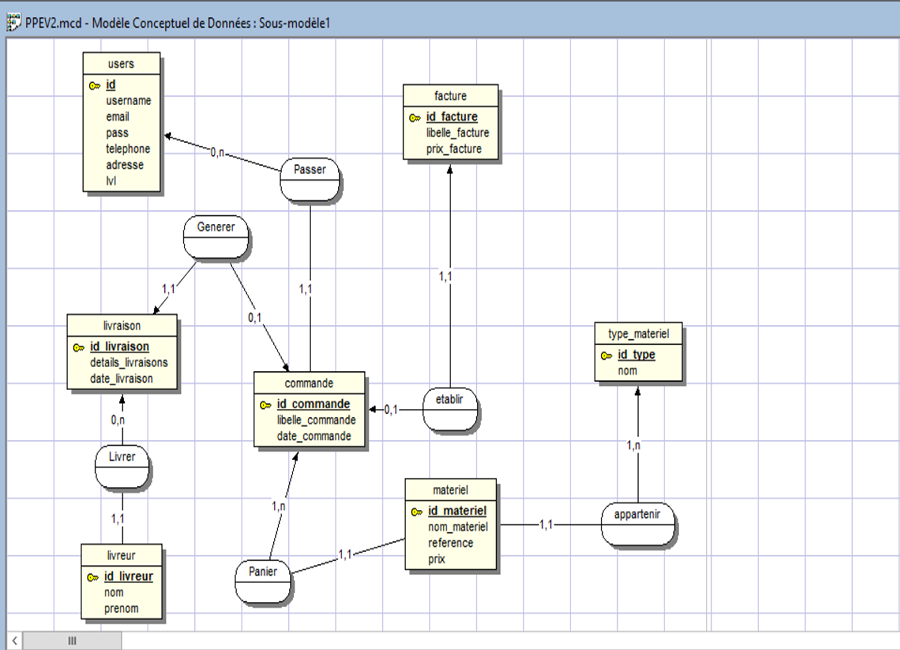 PPEV2.mcd - Modèle Conceptuel de Données : Sous-modèle1
users
id
username
email
pass
telephone
adresse
lvl
facture
id_facture
libelle_facture
prix_facture
0,n
Passer
Generer
1,1
0,1
1,1
1,1
livraison
id_livraison
details_livraisons
date_livraison
type_materiel
id_type
nom
commande
id_commande
libelle_commande
date_commande
0,1
etablir
0,n
Livrer
1,n
1,n
materiel
id_materiel
nom_materiel
reference
prix
1,1
appartenir
1,1
livreur
id_livreur
nom
prenom
Panier
1,1